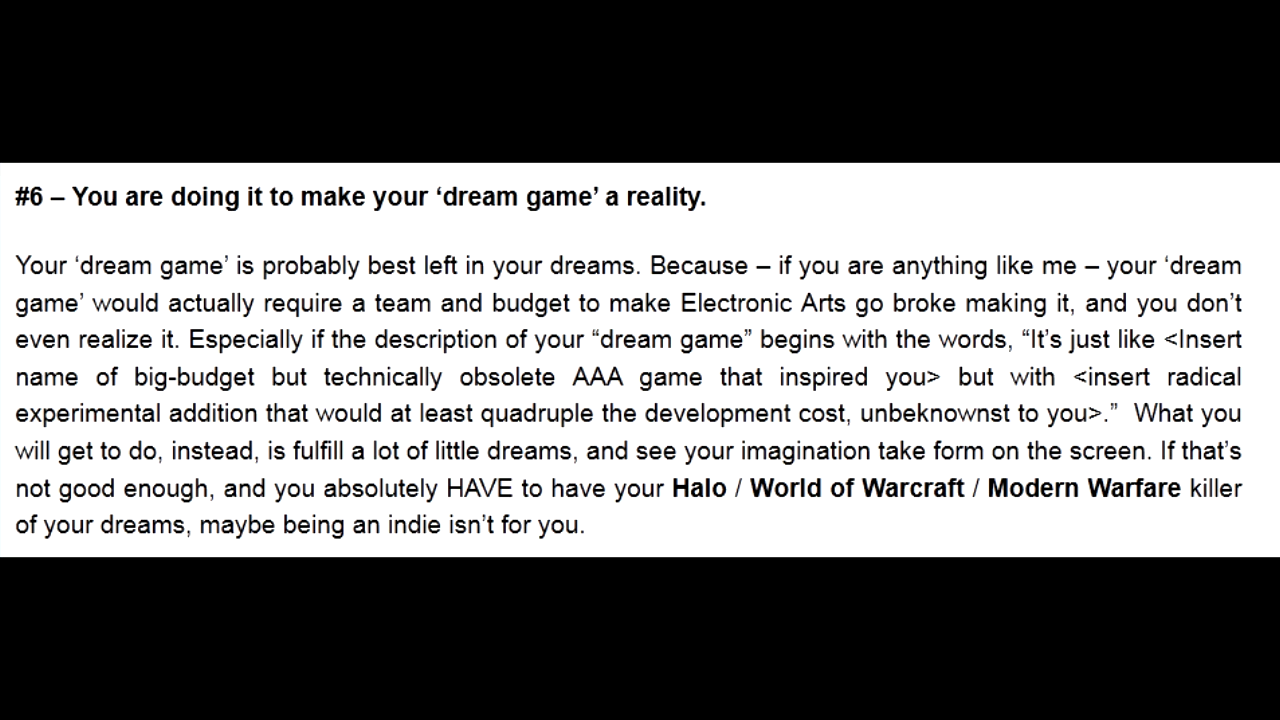 #6 – You are doing it to make your ‘dream game’ a reality.
Your ‘dream game’ is probably best left in your dreams. Because – if you are anything like me – your ‘dream
game’ would actually require a team and budget to make Electronic Arts go broke making it, and you don’t
even realize it. Especially if the description of your “dream game” begins with the words, “It’s just like <Insert
name of big-budget but technically obsolete AAA game that inspired you> but with <insert radical
experimental addition that would at least quadruple the development cost, unbeknownst to you>.”  What you
will get to do, instead, is fulfill a lot of little dreams, and see your imagination take form on the screen. If that’s
not good enough, and you absolutely HAVE to have your Halo / World of Warcraft / Modern Warfare killer
of your dreams, maybe being an indie isn’t for you.